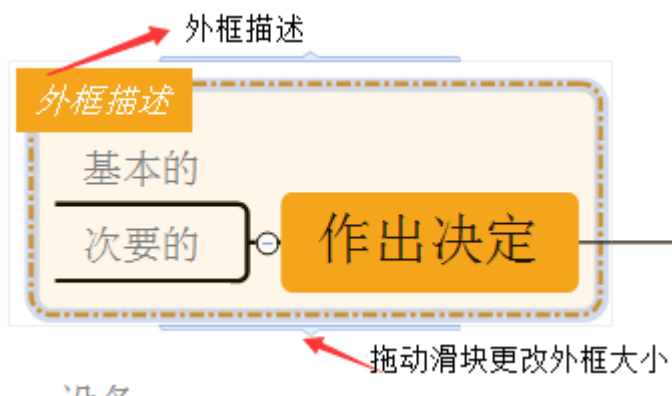 外框描述
外框描述
基本的
次要的
作出决定
拖动滑块更改外框大小